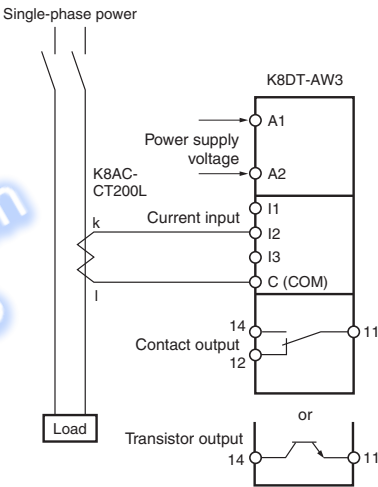 Single-phase power
K8DT-AW3
A1
Power supply
voltage
A2
K8AC-
CT200L
I1
k
Current input
I2
I3
C (COM)
l
14
11
Contact output
12
or
Load
Transistor output
14
11